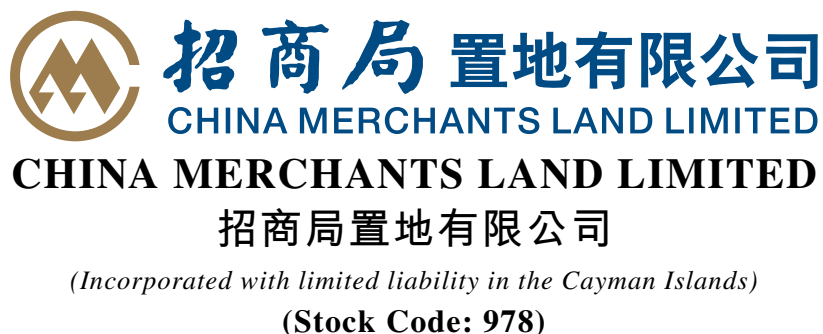 招商局置地有限公司
CHINA MERCHANTS LAND LIMITED
CHINA MERCHANTS LAND LIMITED
招商局置地有限公司
(Incorporated with limited liability in the Cayman Islands)
(Stock Code: 978)